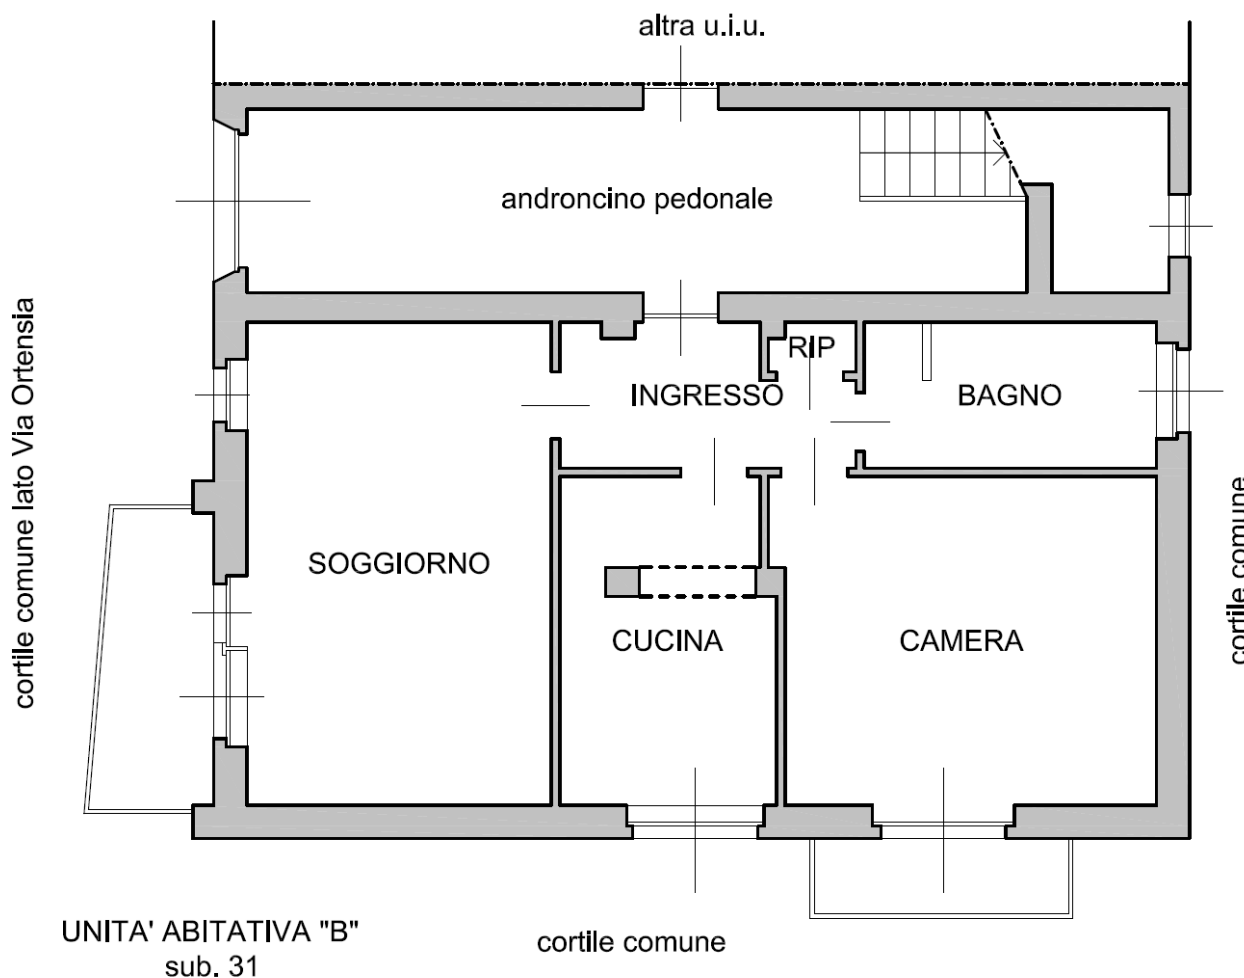 altra u.i.u.
androncino pedonale
cortile comune lato Via Ortensia
RIP
INGRESSO
BAGNO
SOGGIORNO
CUCINA
CAMERA
cortile comune
UNITA' ABITATIVA "B"
sub. 31
cortile comune